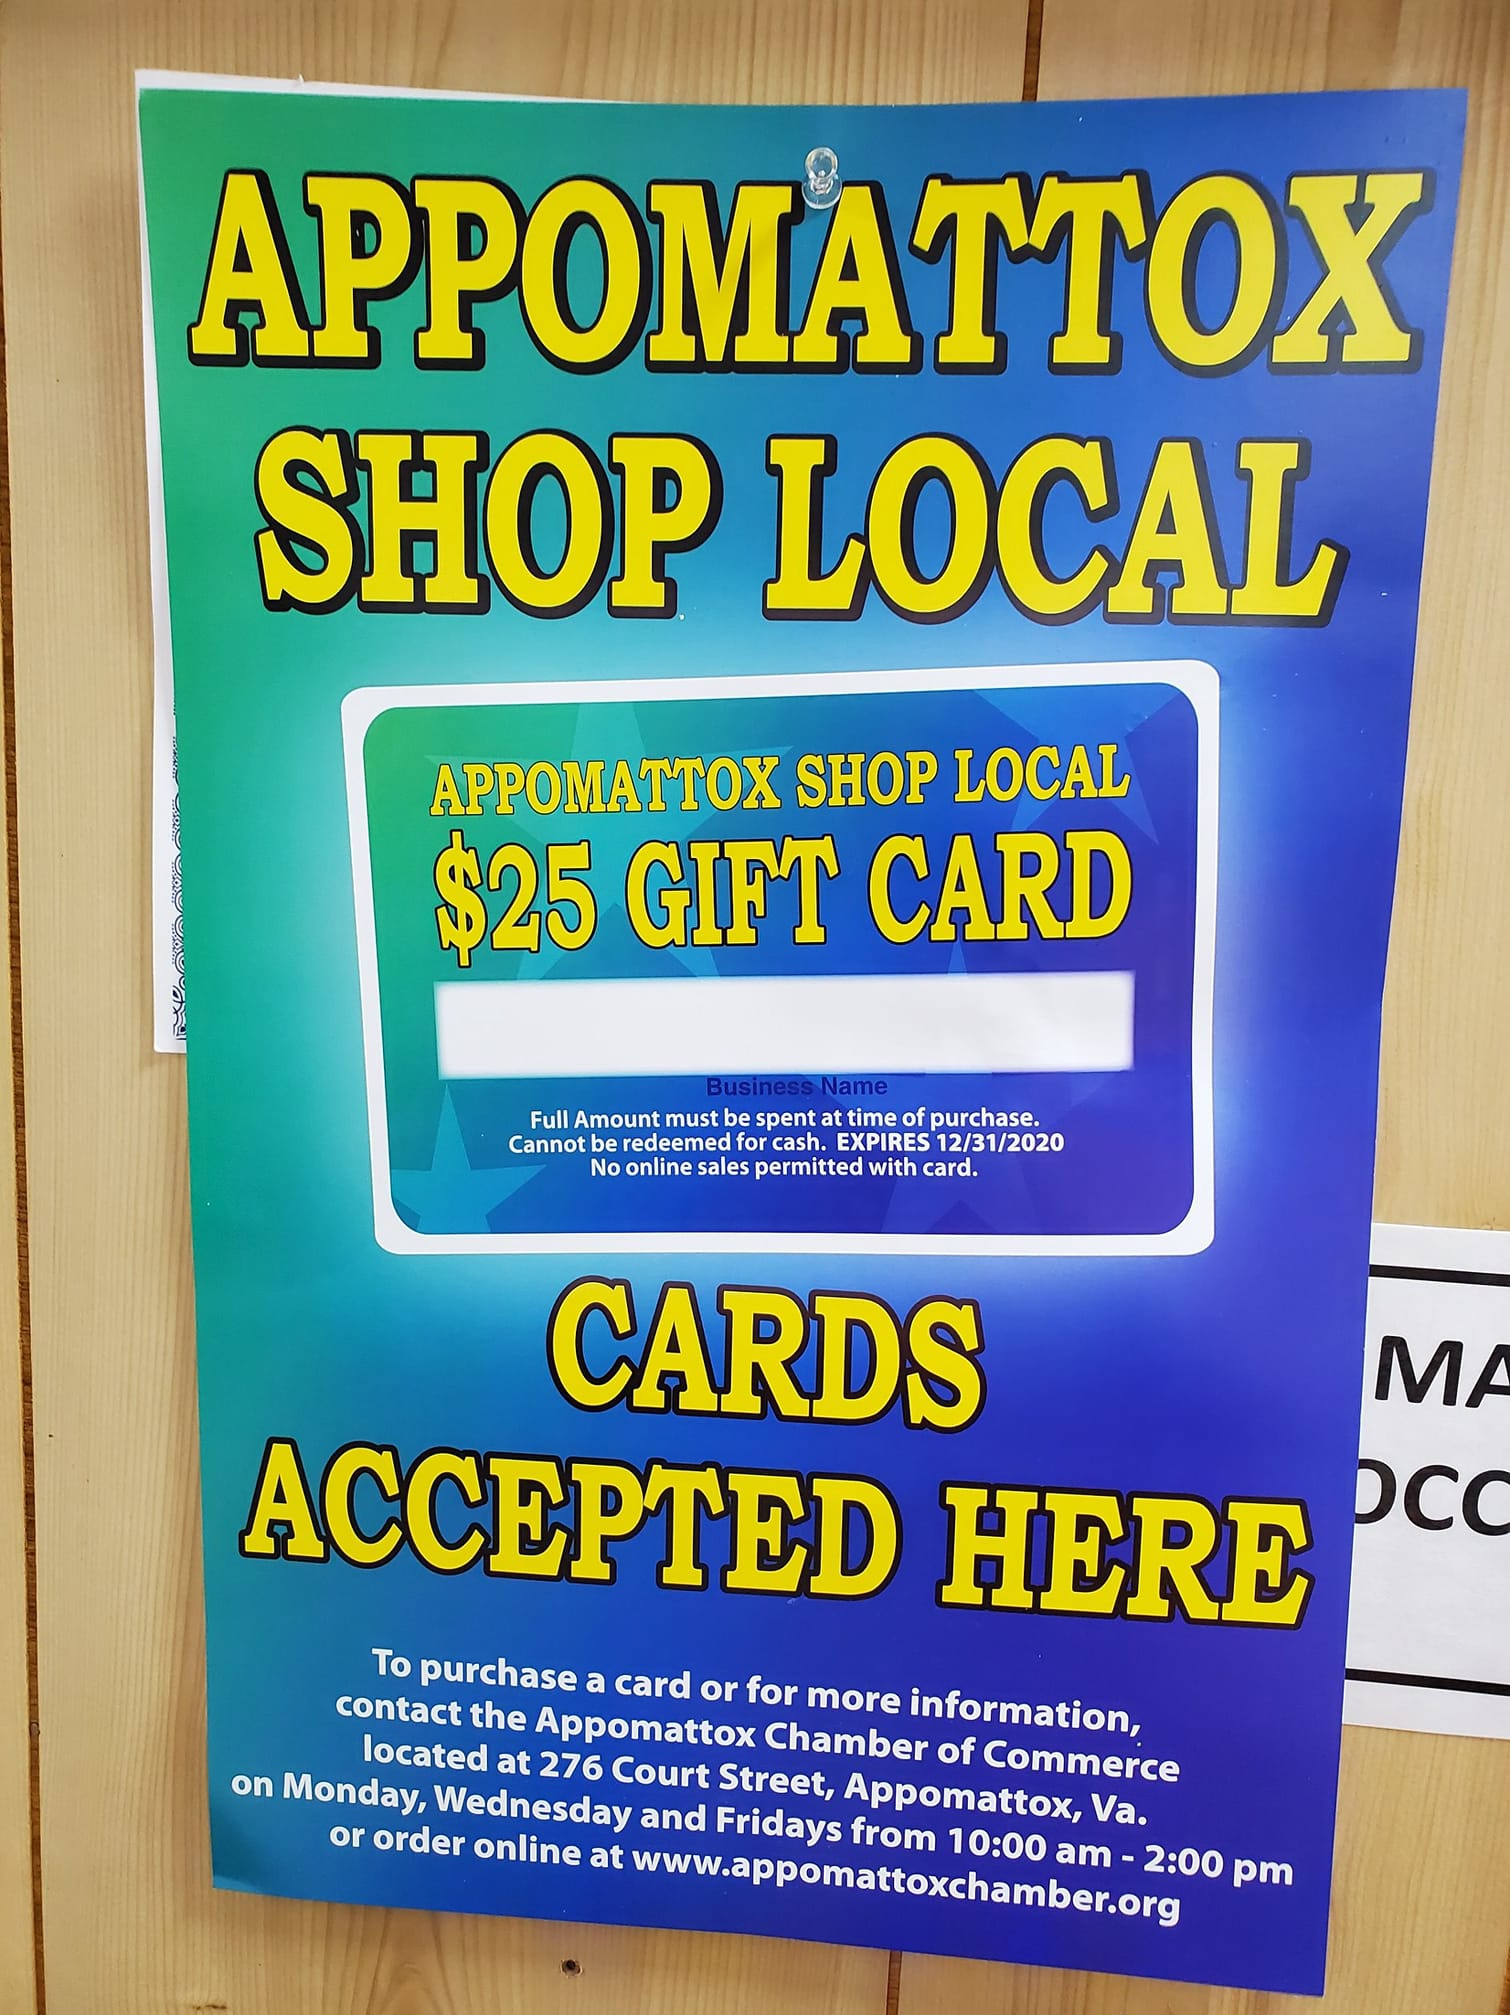 APPOMATTOX
SHOP LOCAL
APPOMATTOX SHOP LOCAL
$25 GIFT CARD
Business Name
Full Amount must be spent at time of purchase.
Cannot be redeemed for cash. EXPIRES 12/31/2020
No online sales permitted with card.
CARDS
ACCEPTED HERE
To purchase a card or for more information,
contact the Appomattox Chamber of Commerce
located at 276 Court Street, Appomattox, Va.
on Monday, Wednesday and Fridays from 10:00 am - 2:00 pm
or order online at www.appomattoxchamber.org